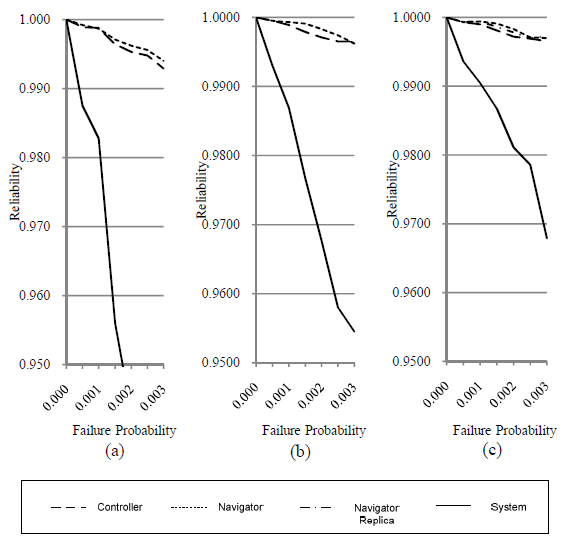 1.000
0.990
0.980
0.970
0.960
0.950
Reliability
0.000
0.001
0.002
0.003
Failure Probability
(a)
1.0000
0.9900
0.9800
0.9700
0.9600
0.9500
Reliability
0.000
0.001
0.002
0.003
Failure Probability
(b)
1.0000
0.9900
0.9800
0.9700
0.9600
0.9500
Reliability
0.000
0.001
0.002
0.003
Failure Probability
(c)
Controller
Navigator
Navigator
Replica
System